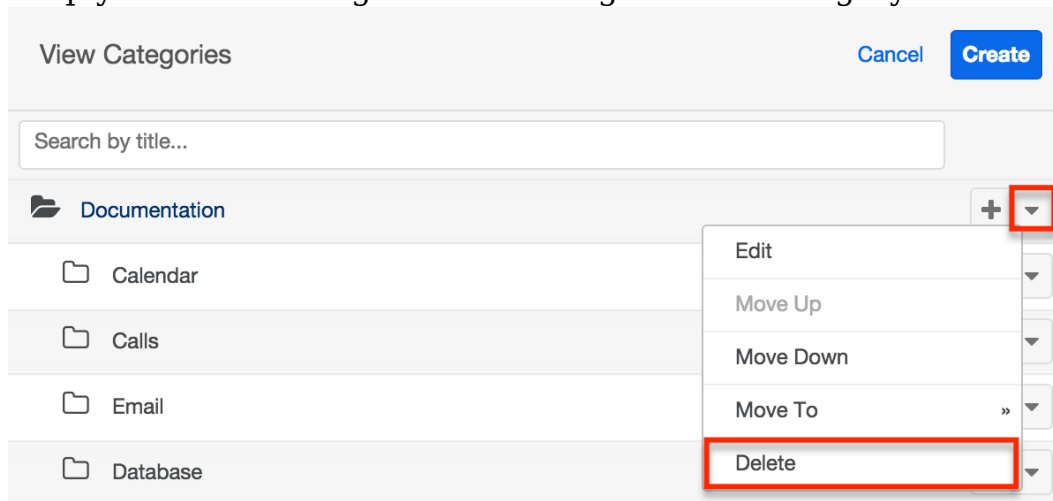 View Categories
Cancel
Create
Search by title...
Documentation
Edit
Calendar
Move Up
Calls
Move Down
Email
Move To »
Delete
Database